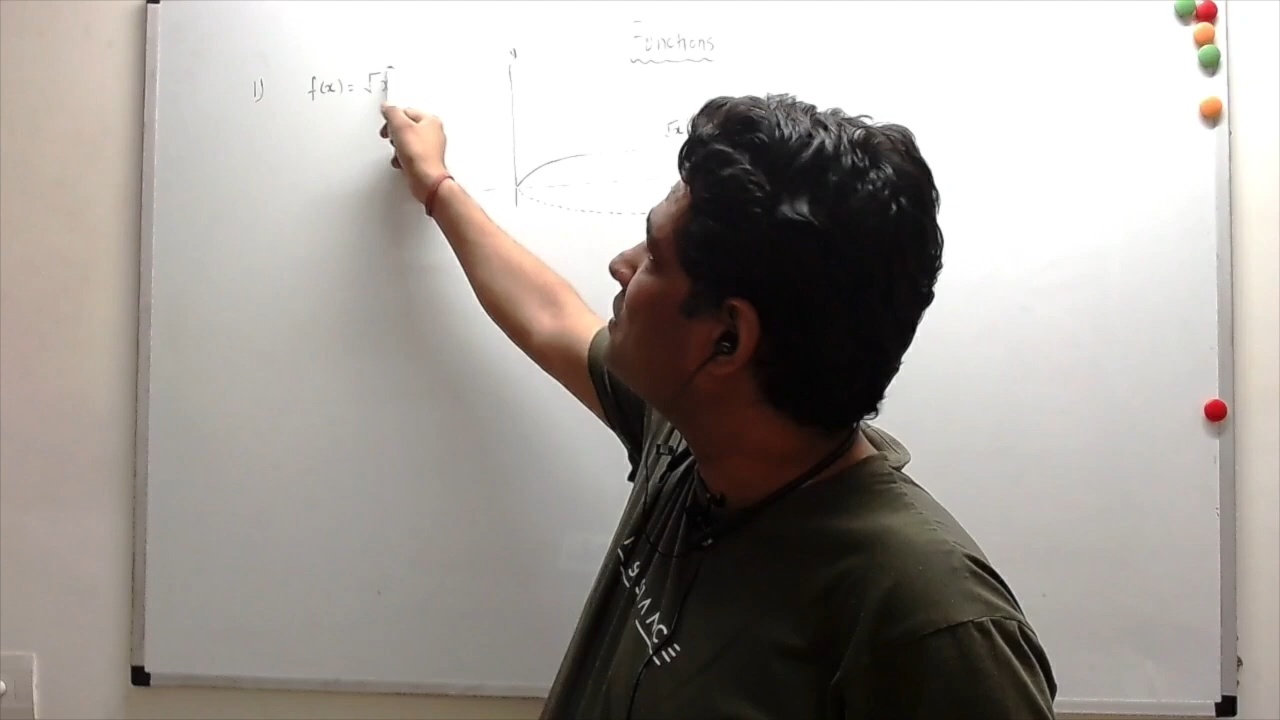 Functions
1) f(x) = √x
√x